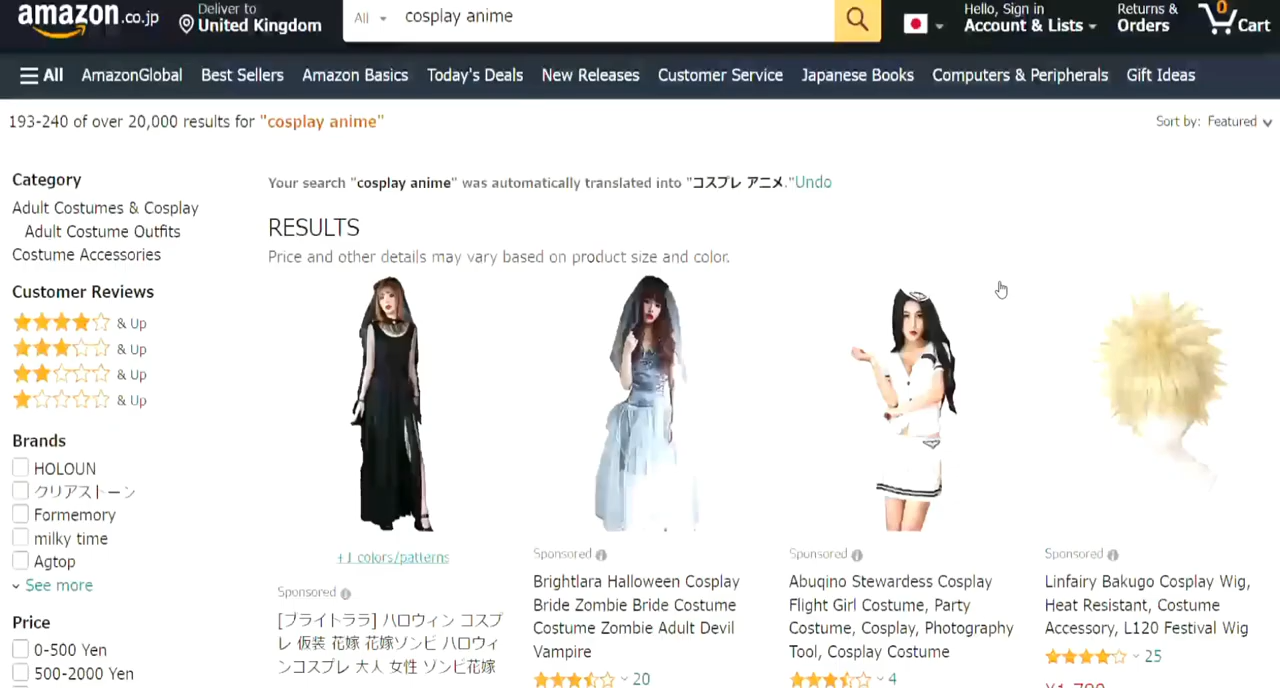 amazon.co.jp
Deliver to
United Kingdom
All
cosplay anime
Hello, Sign in
Account & Lists
Returns &
Orders
0
Cart
All
AmazonGlobal
Best Sellers
Amazon Basics
Today's Deals
New Releases
Customer Service
Japanese Books
Computers & Peripherals
Gift Ideas
193-240 of over 20,000 results for "cosplay anime"
Sort by: Featured
Category
Adult Costumes & Cosplay
Adult Costume Outfits
Costume Accessories
Customer Reviews
& Up
& Up
& Up
& Up
Brands
HOLOUN
クリアストーン
Formemory
milky time
Agtop
See more
Price
0-500 Yen
500-2000 Yen
Your search "cosplay anime" was automatically translated into "コスプレ アニメ."Undo
RESULTS
Price and other details may vary based on product size and color.
+1 colors/patterns
Sponsored
[ブライトララ] ハロウィン コスプ
レ 仮装 花嫁 花嫁ゾンビ ハロウィ
ンコスプレ 大人 女性 ゾンビ花嫁
Sponsored
Brightlara Halloween Cosplay
Bride Zombie Bride Costume
Costume Zombie Adult Devil
Vampire
20
Sponsored
Abuqino Stewardess Cosplay
Flight Girl Costume, Party
Costume, Cosplay, Photography
Tool, Cosplay Costume
4
Sponsored
Linfairy Bakugo Cosplay Wig,
Heat Resistant, Costume
Accessory, L120 Festival Wig
25